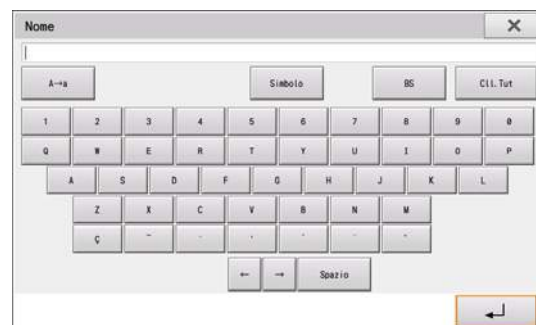 Nome ×
A→a Simbolo BS Cll.Tut
1 2 3 4 5 6 7 8 9 0
Q W E R T Y U I O P
A S D F G H J K L
Z X C V B N M
Ç
← → Spazio
↵